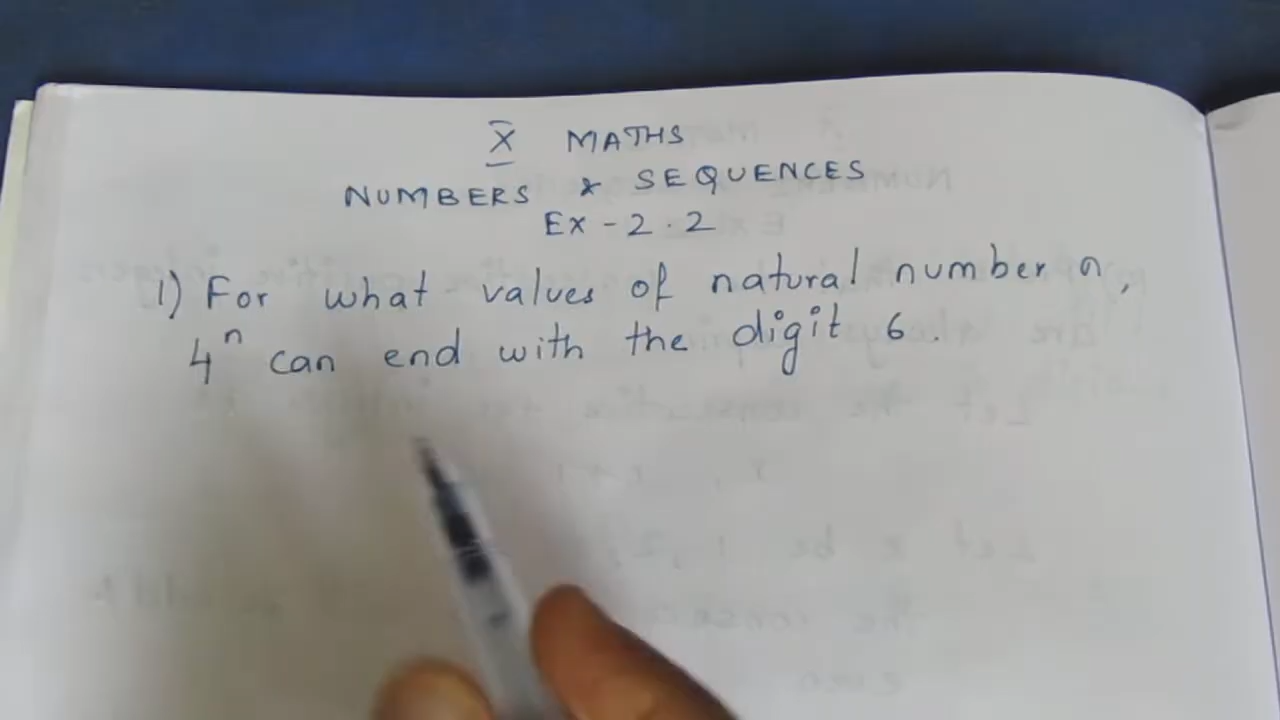 X MATHS
NUMBERS & SEQUENCES
Ex - 2.2
1) For what values of natural number n,
4ⁿ can end with the digit 6.